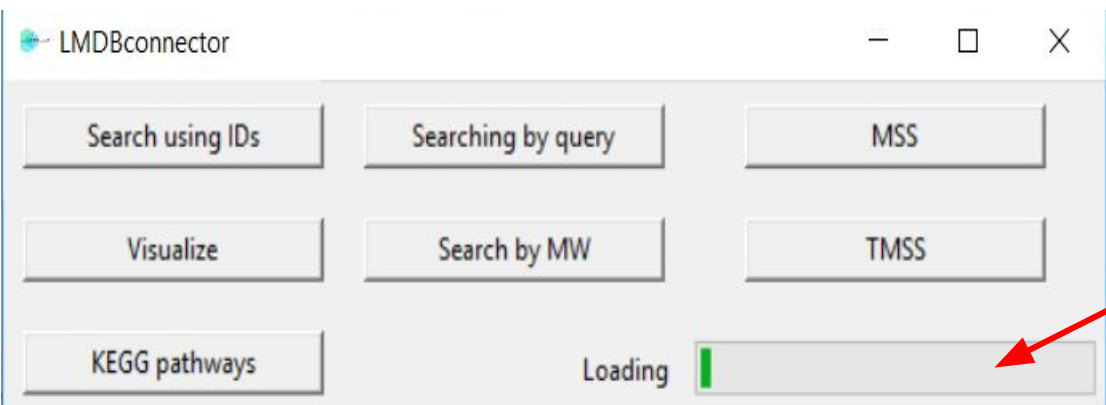 LMDBconnector
Search using IDs
Searching by query
MSS
Visualize
Search by MW
TMSS
KEGG pathways
Loading